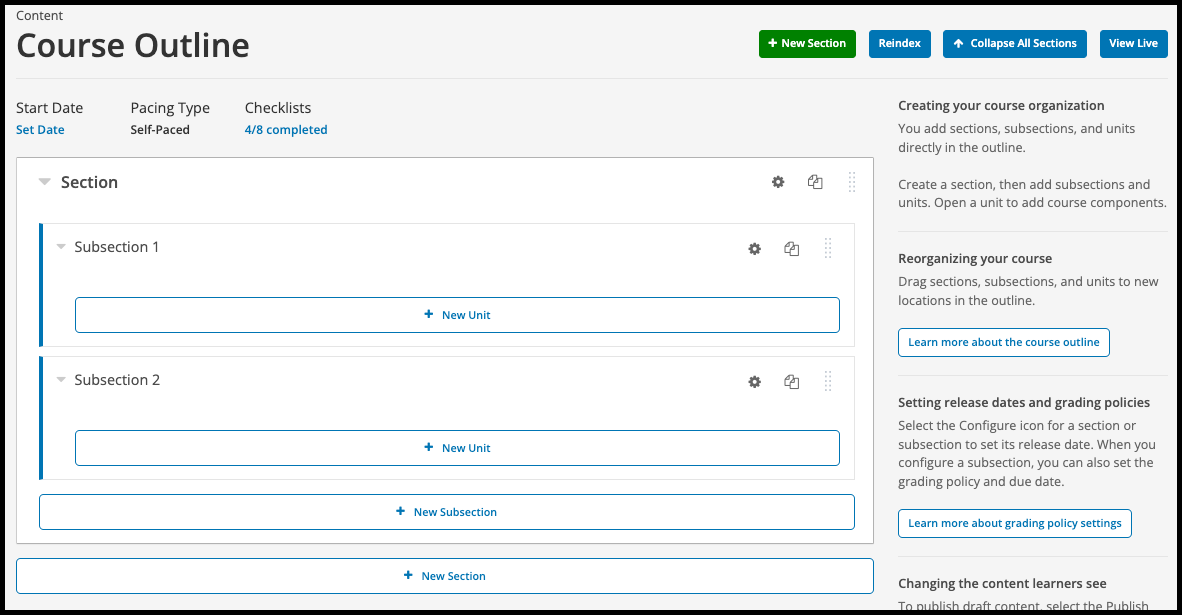 Content
Course Outline
+ New Section
Reindex
Collapse All Sections
View Live
Start Date
Set Date
Pacing Type
Self-Paced
Checklists
4/8 completed
Section
Subsection 1
+ New Unit
Subsection 2
+ New Unit
+ New Subsection
+ New Section
Creating your course organization
You add sections, subsections, and units
directly in the outline.
Create a section, then add subsections and
units. Open a unit to add course components.
Reorganizing your course
Drag sections, subsections, and units to new
locations in the outline.
Learn more about the course outline
Setting release dates and grading policies
Select the Configure icon for a section or
subsection to set its release date. When you
configure a subsection, you can also set the
grading policy and due date.
Learn more about grading policy settings
Changing the content learners see
To publish draft content, select the Publish